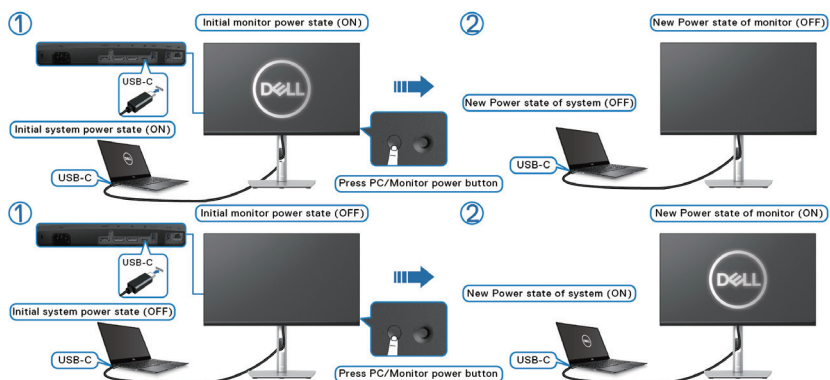 1
Initial monitor power state (ON)
2
New Power state of monitor (OFF)
DELL
USB-C
New Power state of system (OFF)
Initial system power state (ON)
DELL
USB-C
USB-C
Press PC/Monitor power button
1
Initial monitor power state (OFF)
2
New Power state of monitor (ON)
USB-C
DELL
New Power state of system (ON)
Initial system power state (OFF)
DELL
USB-C
USB-C
Press PC/Monitor power button